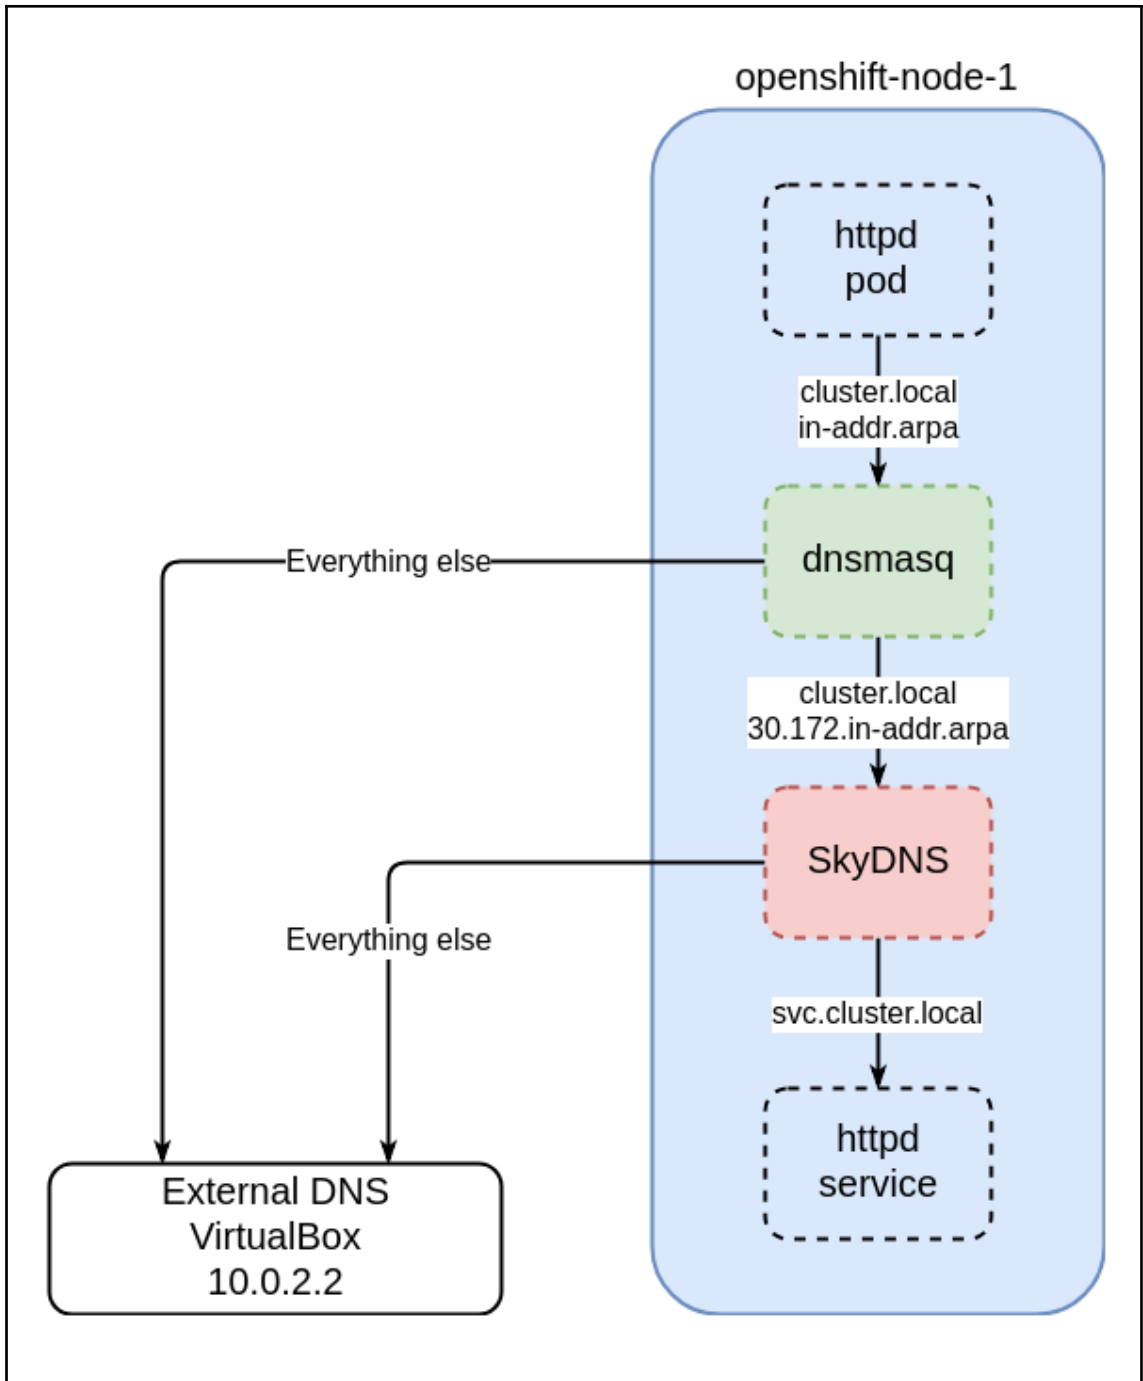 openshift-node-1
httpd
pod
cluster.local
in-addr.arpa
Everything else
dnsmasq
cluster.local
30.172.in-addr.arpa
SkyDNS
Everything else
svc.cluster.local
httpd
service
External DNS
VirtualBox
10.0.2.2